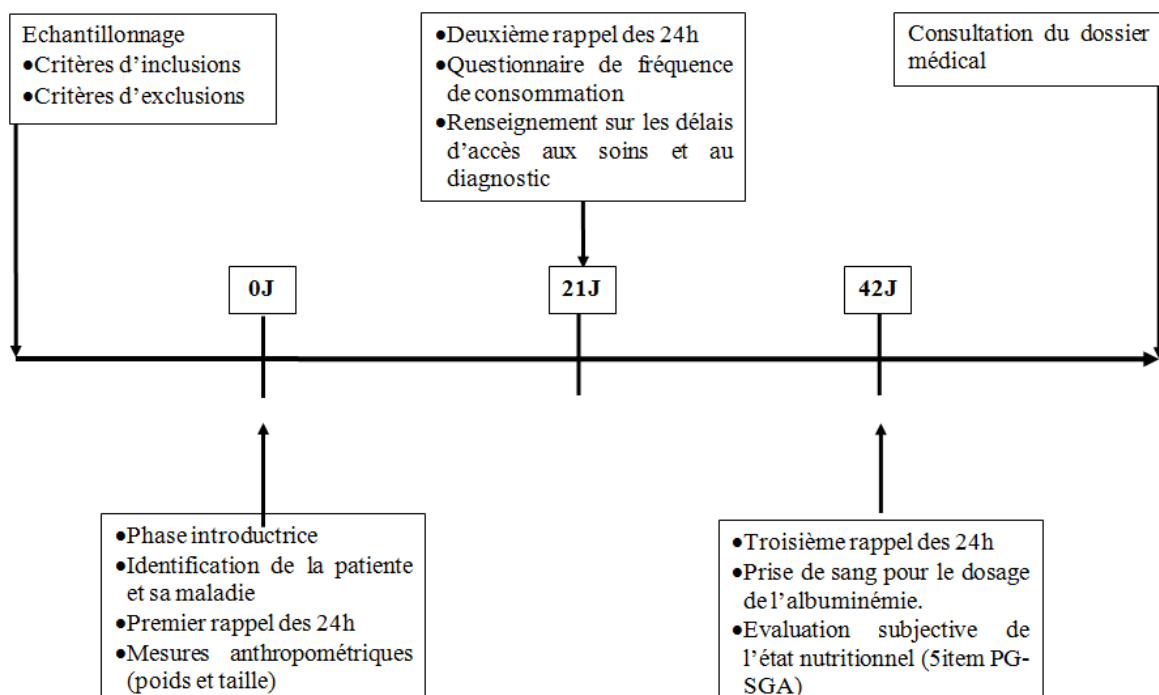 Echantillonnage
•Critères d'inclusions
•Critères d'exclusions
•Deuxième rappel des 24h
•Questionnaire de fréquence
de consommation
•Renseignement sur les délais
d'accès aux soins et au
diagnostic
Consultation du dossier
médical
0J
21J
42J
•Phase introductrice
•Identification de la patiente
et sa maladie
•Premier rappel des 24h
•Mesures anthropométriques
(poids et taille)
•Troisième rappel des 24h
•Prise de sang pour le dosage
de l'albuminémie.
•Evaluation subjective de
l'état nutritionnel (5item PG-
SGA)